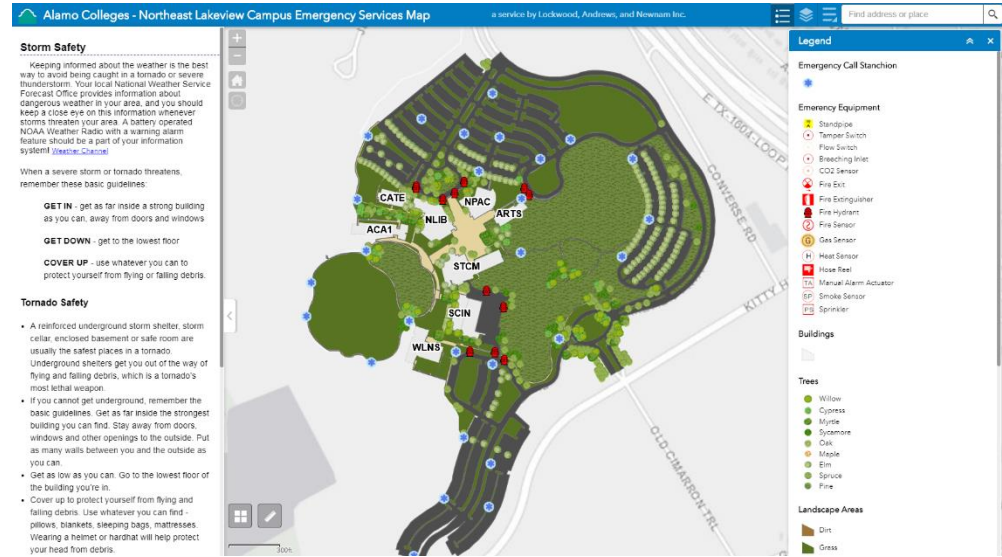 Alamo Colleges - Northeast Lakeview Campus Emergency Services Map
a service by Lockwood, Andrews, and Newnam Inc.
Find address or place
Storm Safety
Keeping informed about the weather is the best
way to avoid being caught in a tornado or severe
thunderstorm. Your local National Weather Service
Forecast Office provides information about
dangerous weather in your area, and you should
keep a close eye on this information whenever
storms threaten your area. A battery operated
NOAA Weather Radio with a warning alarm
feature should be a part of your information
system! Weather Channel
When a severe storm or tornado threatens,
remember these basic guidelines:
GET IN - get as far inside a strong building
as you can, away from doors and windows
GET DOWN - get to the lowest floor
COVER UP - use whatever you can to
protect yourself from flying or falling debris.
Tornado Safety
• A reinforced underground storm shelter, storm
cellar, enclosed basement or safe room are
usually the safest places in a tornado.
Underground shelters get you out of the way of
flying and falling debris, which is a tornado's
most lethal weapon.
• If you cannot get underground, remember the
basic guidelines. Get as far inside the strongest
building you can find. Stay away from doors,
windows and other openings to the outside. Put
as many walls between you and the outside as
you can.
• Get as low as you can. Go to the lowest floor of
the building you're in.
• Cover up to protect yourself from flying and
falling debris. Use whatever you can find -
pillows, blankets, sleeping bags, mattresses.
Wearing a helmet or hardhat will help protect
your head from debris.
+
−
E TX-1604-LOOP
CONVERSE RD
KITTY H
OLD CIMARRON TRL
CATE
NPAC
NLIB
ARTS
ACA1
STCM
SCIN
WLNS
300ft
Legend
Emergency Call Stanchion
Emerency Equipment
Standpipe
Tamper Switch
Flow Switch
Breeching Inlet
CO2 Sensor
Fire Exit
Fire Extinguisher
Fire Hydrant
Fire Sensor
G Gas Sensor
H Heat Sensor
Hose Reel
TA Manual Alarm Actuator
SP Smoke Sensor
PS Sprinkler
Buildings
Trees
Willow
Cypress
Myrtle
Sycamore
Oak
Maple
Elm
Spruce
Pine
Landscape Areas
Dirt
Grass